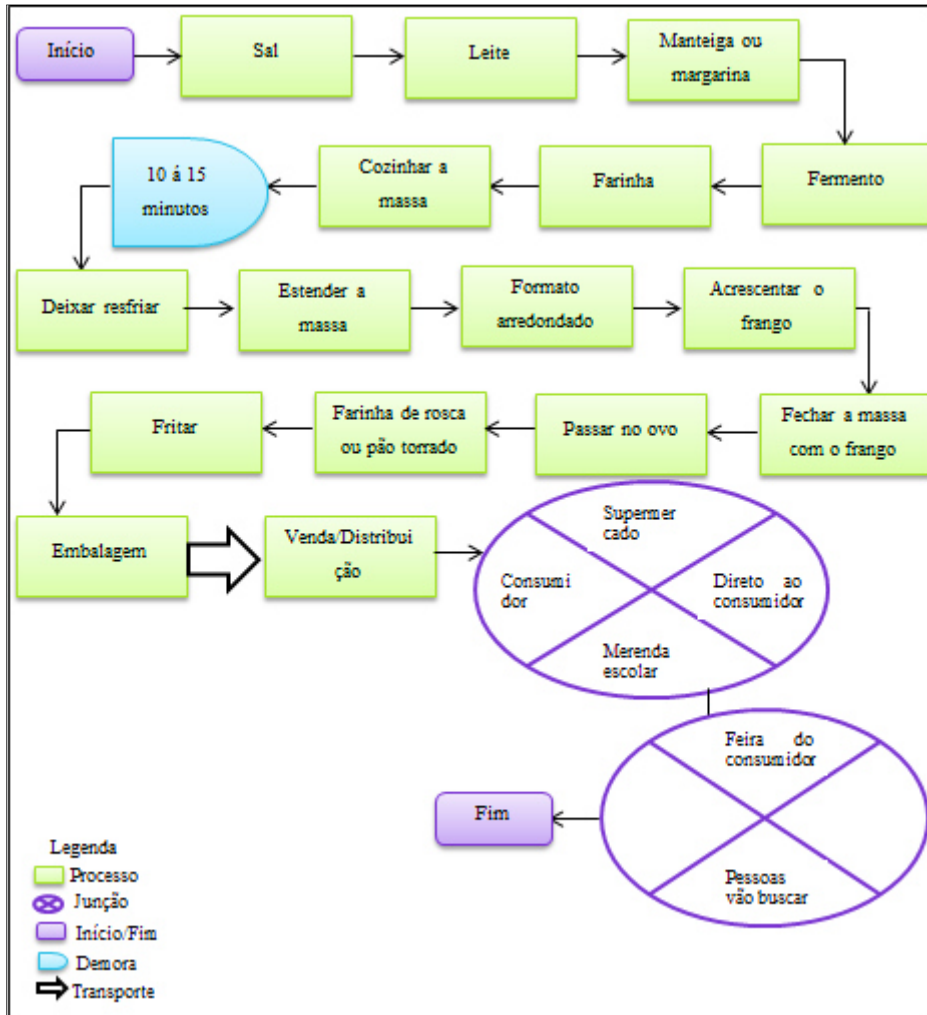 Início
Sal
Leite
Manteiga ou
margarina
Fermento
Farinha
Cozinhar a
massa
10 á 15
minutos
Deixar resfriar
Estender a
massa
Formato
arredondado
Acrescentar o
frango
Fechar a massa
com o frango
Passar no ovo
Farinha de rosca
ou pão torrado
Fritar
Embalagem
Venda/Distribui
ção
Supermer
cado
Consumi
dor
Direto ao
consumidor
Merenda
escolar
Feira do
consumidor
Pessoas
vão buscar
Fim
Legenda
Processo
Junção
Início/Fim
Demora
Transporte